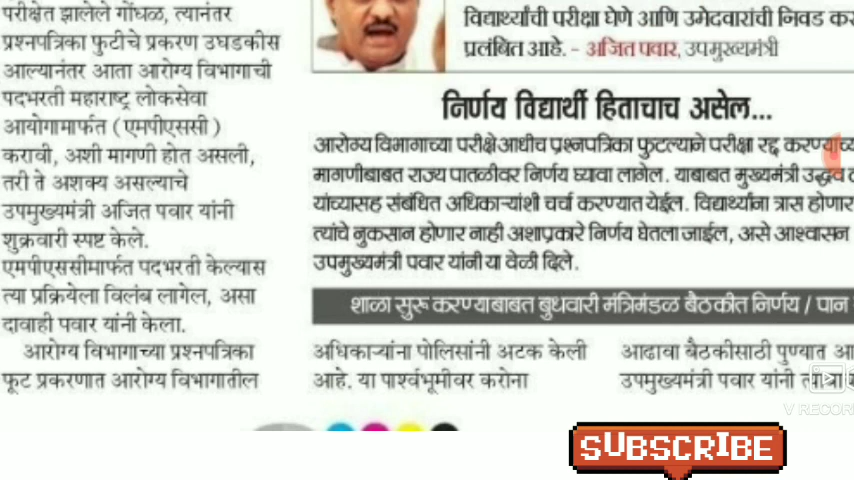 परीक्षेत झालेले गोंधळ, त्यानंतर
प्रश्नपत्रिका फुटीचे प्रकरण उघडकीस
आल्यानंतर आता आरोग्य विभागाची
पदभरती महाराष्ट्र लोकसेवा
आयोगामार्फत (एमपीएससी)
करावी, अशी मागणी होत असली,
तरी ते अशक्य असल्याचे
उपमुख्यमंत्री अजित पवार यांनी
शुक्रवारी स्पष्ट केले.
एमपीएससीमार्फत पदभरती केल्यास
त्या प्रक्रियेला विलंब लागेल, असा
दावाही पवार यांनी केला.
आरोग्य विभागाच्या प्रश्नपत्रिका
फूट प्रकरणात आरोग्य विभागातील
विद्यार्थ्यांची परीक्षा घेणे आणि उमेदवारांची निवड कर
प्रलंबित आहे. - अजित पवार, उपमुख्यमंत्री
निर्णय विद्यार्थी हिताचाच असेल...
आरोग्य विभागाच्या परीक्षेआधीच प्रश्नपत्रिका फुटल्याने परीक्षा रद्द करण्याच्य
मागणीबाबत राज्य पातळीवर निर्णय घ्यावा लागेल. याबाबत मुख्यमंत्री उद्धव ठ
यांच्यासह संबंधित अधिकाऱ्यांशी चर्चा करण्यात येईल. विद्यार्थ्यांना त्रास होणार
त्यांचे नुकसान होणार नाही अशाप्रकारे निर्णय घेतला जाईल, असे आश्वासन
उपमुख्यमंत्री पवार यांनी या वेळी दिले.
शाळा सुरू करण्याबाबत बुधवारी मंत्रिमंडळ बैठकीत निर्णय / पान
अधिकाऱ्यांना पोलिसांनी अटक केली
आहे. या पार्श्वभूमीवर करोना
आढावा बैठकीसाठी पुण्यात आ
उपमुख्यमंत्री पवार यांनी
V RECOR
SUBSCRIBE